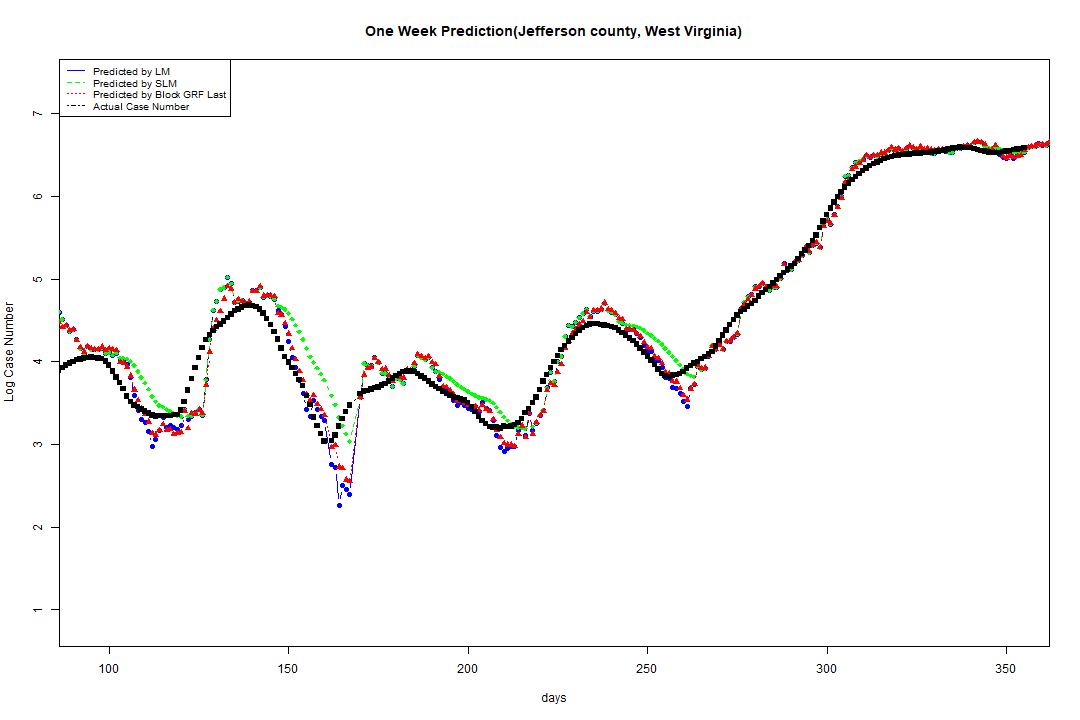 One Week Prediction(Jefferson county, West Virginia)
Predicted by LM
Predicted by SLM
Predicted by Block GRF Last
Actual Case Number
7
6
5
4
3
2
1
Log Case Number
100 150 200 250 300 350
days